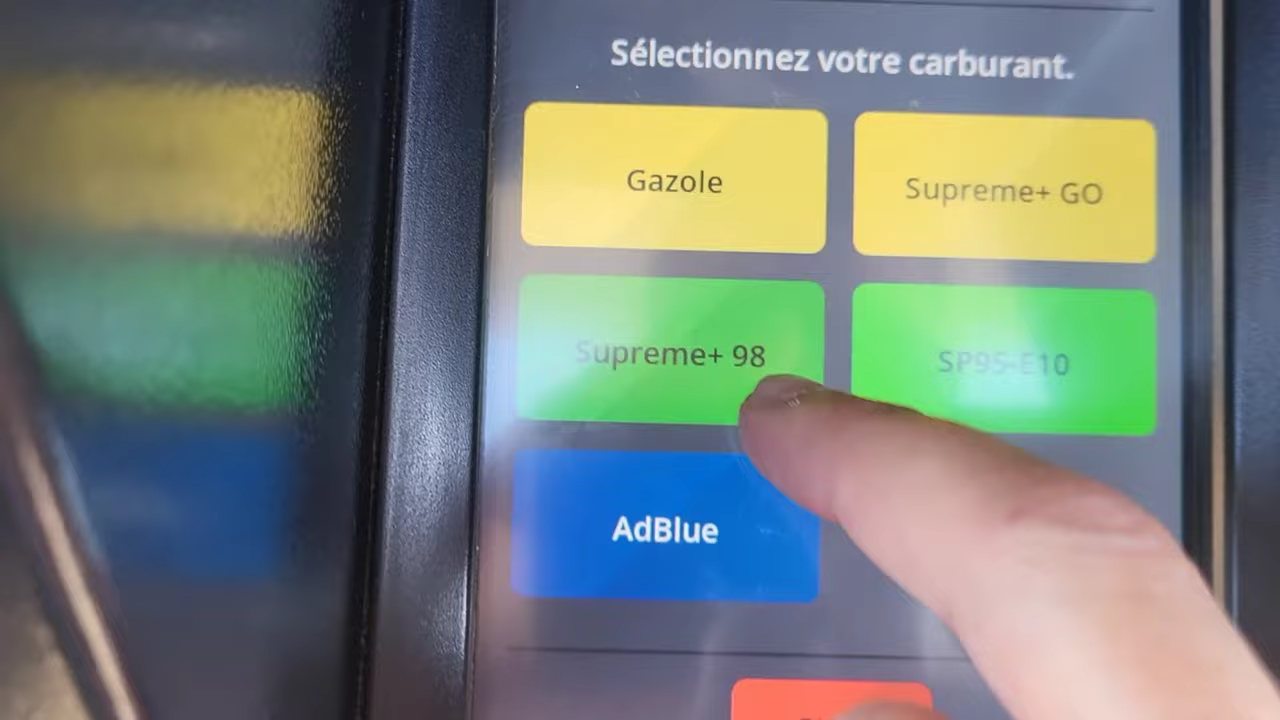 Sélectionnez votre carburant.
Gazole
Supreme+ GO
Supreme+ 98
SP95-E10
AdBlue